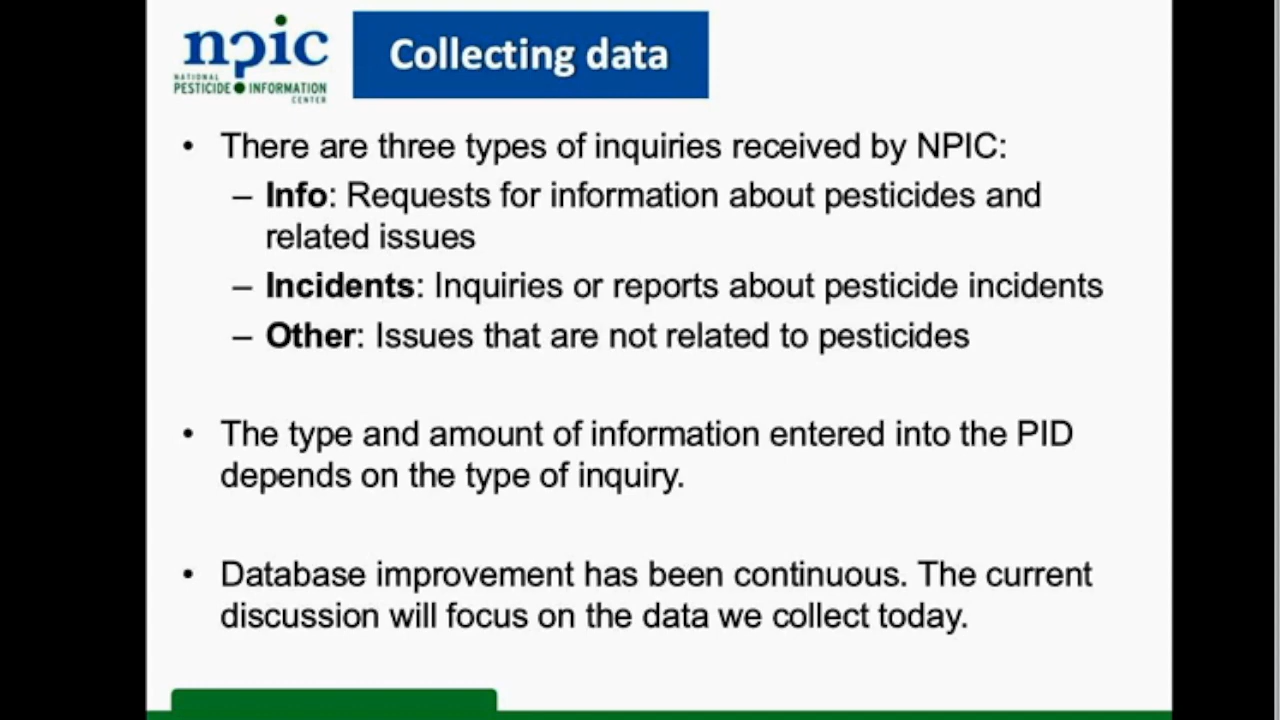 npic
NATIONAL
PESTICIDE INFORMATION
CENTER
Collecting data
• There are three types of inquiries received by NPIC:
– Info: Requests for information about pesticides and
related issues
– Incidents: Inquiries or reports about pesticide incidents
– Other: Issues that are not related to pesticides
• The type and amount of information entered into the PID
depends on the type of inquiry.
• Database improvement has been continuous. The current
discussion will focus on the data we collect today.